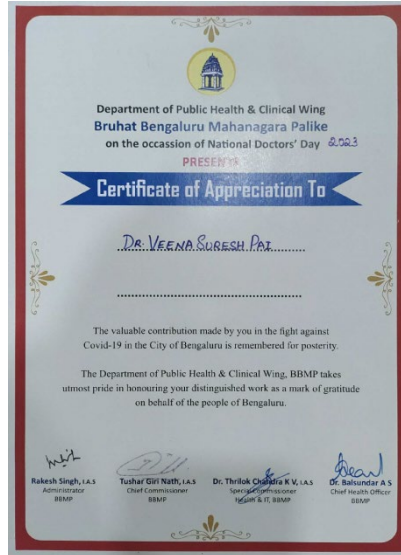 Department of Public Health & Clinical Wing
Bruhat Bengaluru Mahanagara Palike
on the occassion of National Doctors' Day 2023
PRESENTS
Certificate of Appreciation To
DR. VEENA SURESH PAI
The valuable contribution made by you in the fight against
Covid-19 in the City of Bengaluru is remembered for posterity.
The Department of Public Health & Clinical Wing, BBMP takes
utmost pride in honouring your distinguished work as a mark of gratitude
on behalf of the people of Bengaluru.
Rakesh Singh, I.A.S
Administrator
BBMP
Tushar Giri Nath, I.A.S
Chief Commissioner
BBMP
Dr. Thrilok Chandra K V, I.A.S
Special Commissioner
Health & IT, BBMP
Dr. Balsundar A S
Chief Health Officer
BBMP